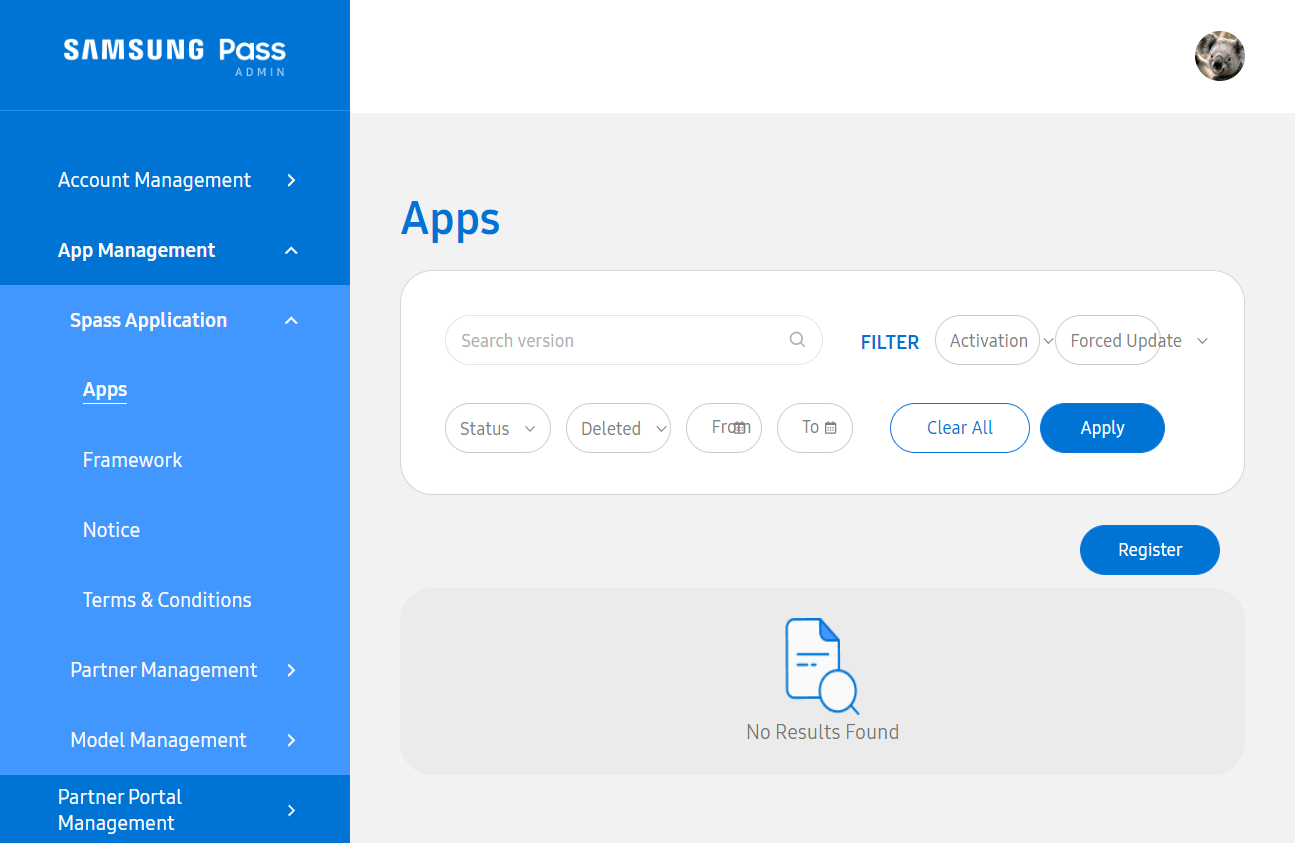 SAMSUNG Pass
ADMIN
Account Management
App Management
Spass Application
Apps
Framework
Notice
Terms & Conditions
Partner Management
Model Management
Partner Portal
Management
Apps
Search version
FILTER
Activation
Forced Update
Status
Deleted
From
To
Clear All
Apply
Register
No Results Found